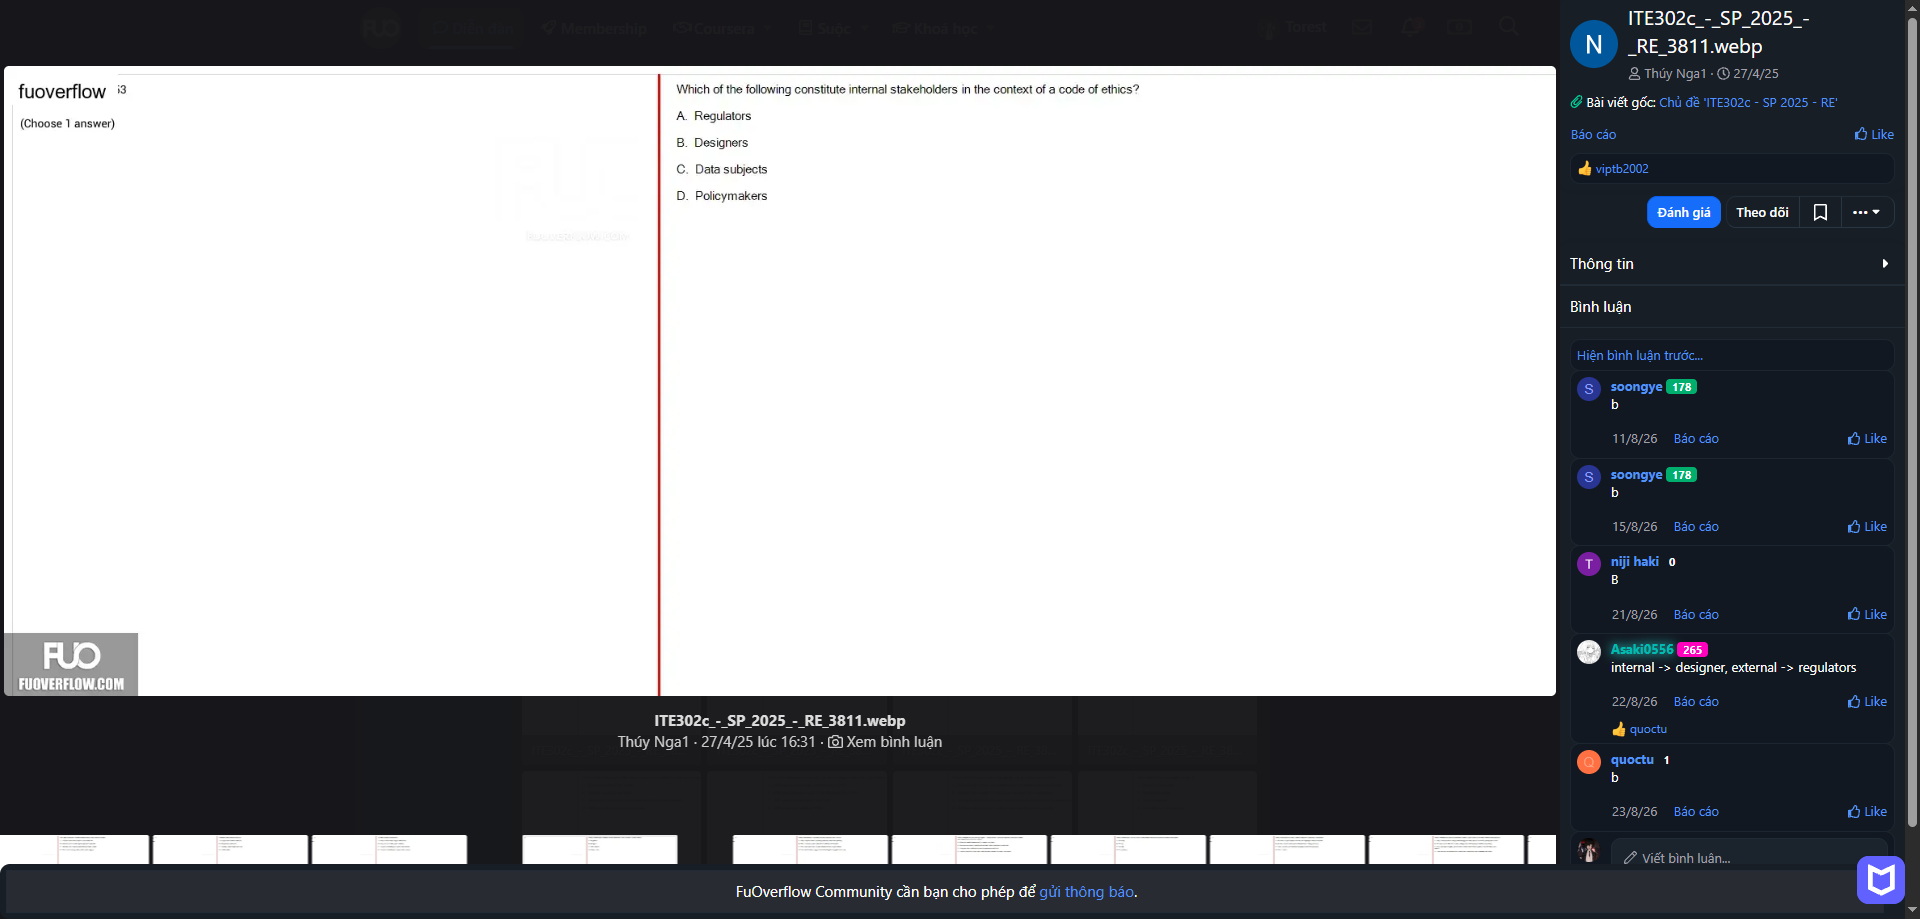 Membership
Coursera
Torest
fuoverflow
53
(Choose 1 answer)
Which of the following constitute internal stakeholders in the context of a code of ethics?
A. Regulators
B. Designers
C. Data subjects
D. Policymakers
FUO
FUOVERFLOW.COM
ITE302c_-_SP_2025_-_RE_3811.webp
Thúy Nga1 · 27/4/25 lúc 16:31 · Xem bình luận
N
ITE302c_-_SP_2025_-
_RE_3811.webp
Thúy Nga1 · 27/4/25
Bài viết gốc: Chủ đề 'ITE302c - SP 2025 - RE'
Báo cáo
Like
viptb2002
Đánh giá
Theo dõi
Thông tin
Bình luận
Hiện bình luận trước...
S
soongye 178
b
11/8/26 Báo cáo Like
S
soongye 178
b
15/8/26 Báo cáo Like
T
niji haki 0
B
21/8/26 Báo cáo Like
Asaki0556 265
internal -> designer, external -> regulators
22/8/26 Báo cáo Like
quoctu
Q
quoctu 1
b
23/8/26 Báo cáo Like
Viết bình luận...
FuOverflow Community cần bạn cho phép để gửi thông báo.